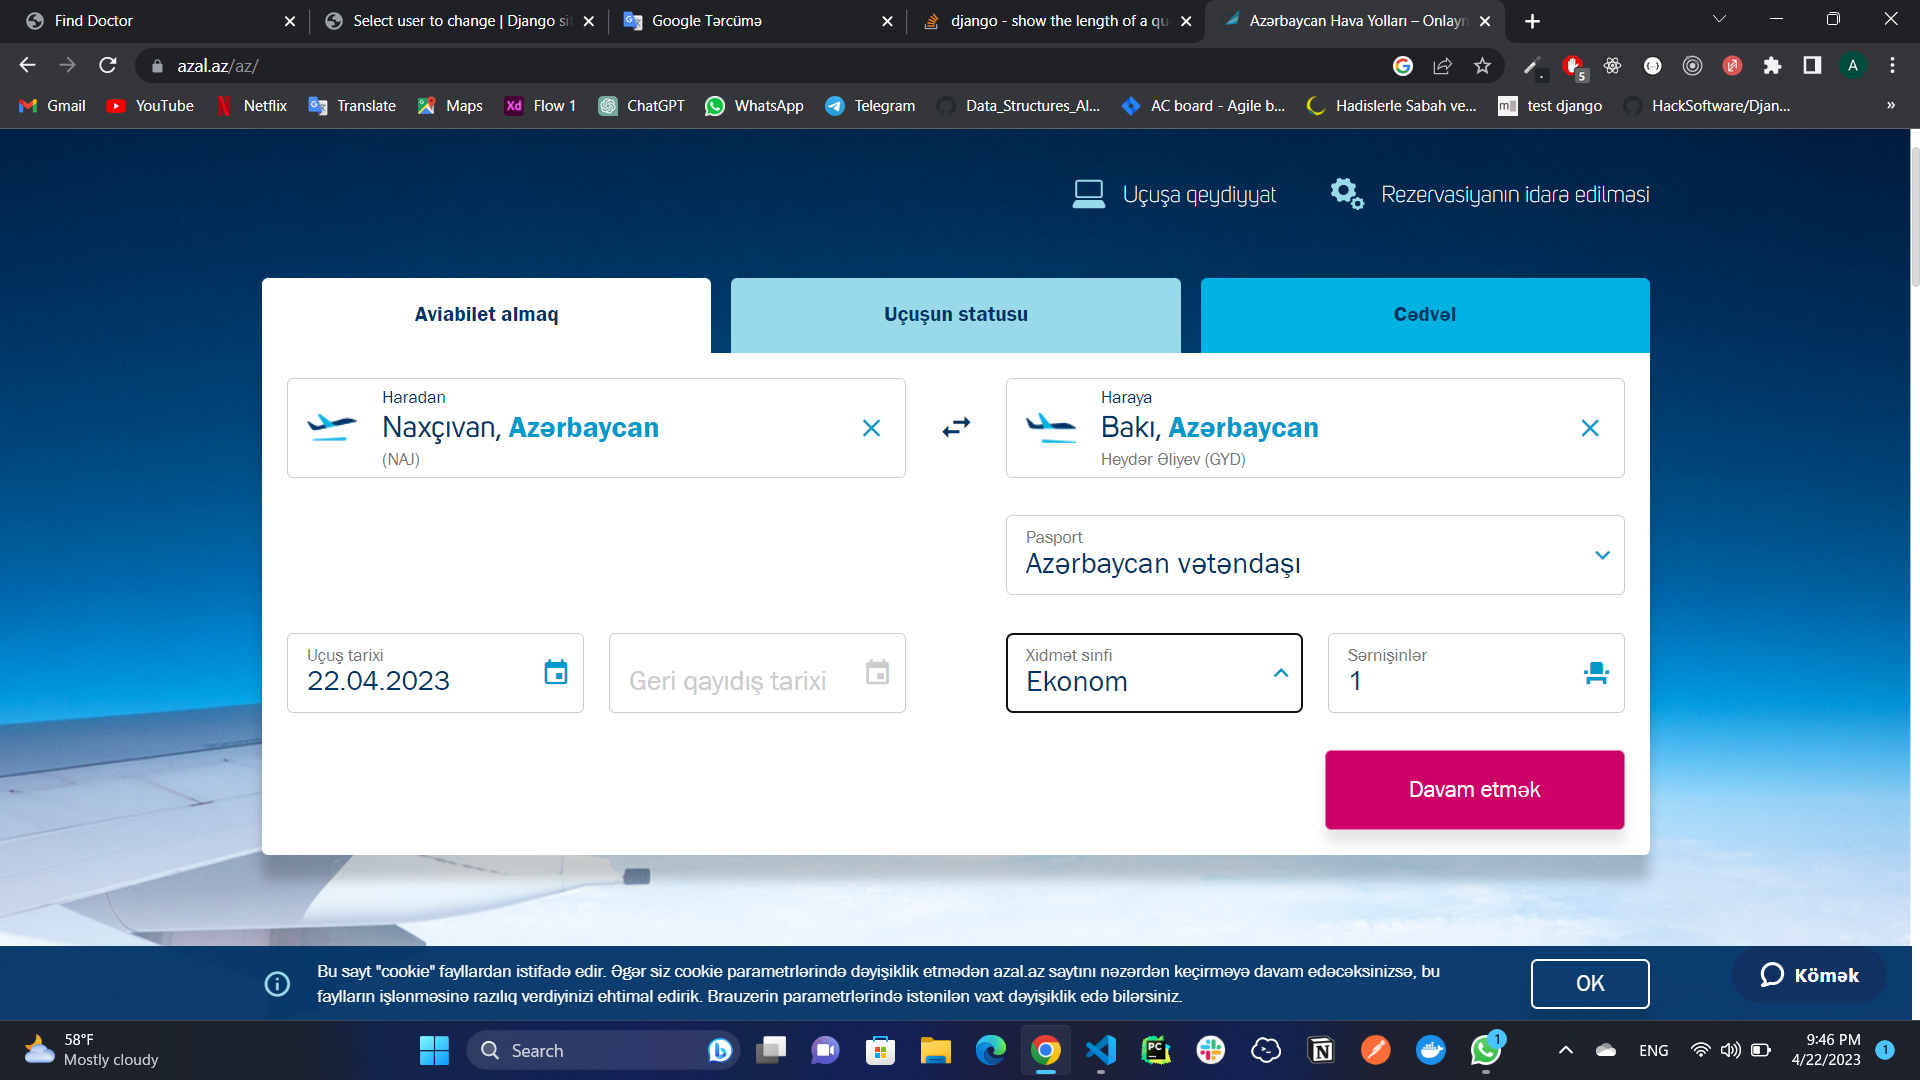 Find Doctor
Select user to change | Django si
Google Tərcümə
django - show the length of a qu
Azərbaycan Hava Yolları – Onlayn
azal.az/az/
5
A
Gmail
YouTube
Netflix
Translate
Maps
Xd
Flow 1
ChatGPT
WhatsApp
Telegram
Data_Structures_Al...
AC board - Agile b...
Hadislerle Sabah ve...
test django
HackSoftware/Djan...
»
Uçuşa qeydiyyat
Rezervasiyanın idarə edilməsi
Aviabilet almaq
Uçuşun statusu
Cədvəl
Haradan
Naxçıvan, Azərbaycan
(NAJ)
Haraya
Bakı, Azərbaycan
Heydər Əliyev (GYD)
Pasport
Azərbaycan vətəndaşı
Uçuş tarixi
22.04.2023
Geri qayıdış tarixi
Xidmət sinfi
Ekonom
Sərnişinlər
1
Davam etmək
Bu sayt "cookie" fayllardan istifadə edir. Əgər siz cookie parametrlərində dəyişiklik etmədən azal.az saytını nəzərdən keçirməyə davam edəcəksinizsə, bu
faylların işlənməsinə razılıq verdiyinizi ehtimal edirik. Brauzerin parametrlərində istənilən vaxt dəyişiklik edə bilərsiniz.
OK
Kömək
58°F
Mostly cloudy
Search
PC
1
ENG
9:46 PM
4/22/2023
1